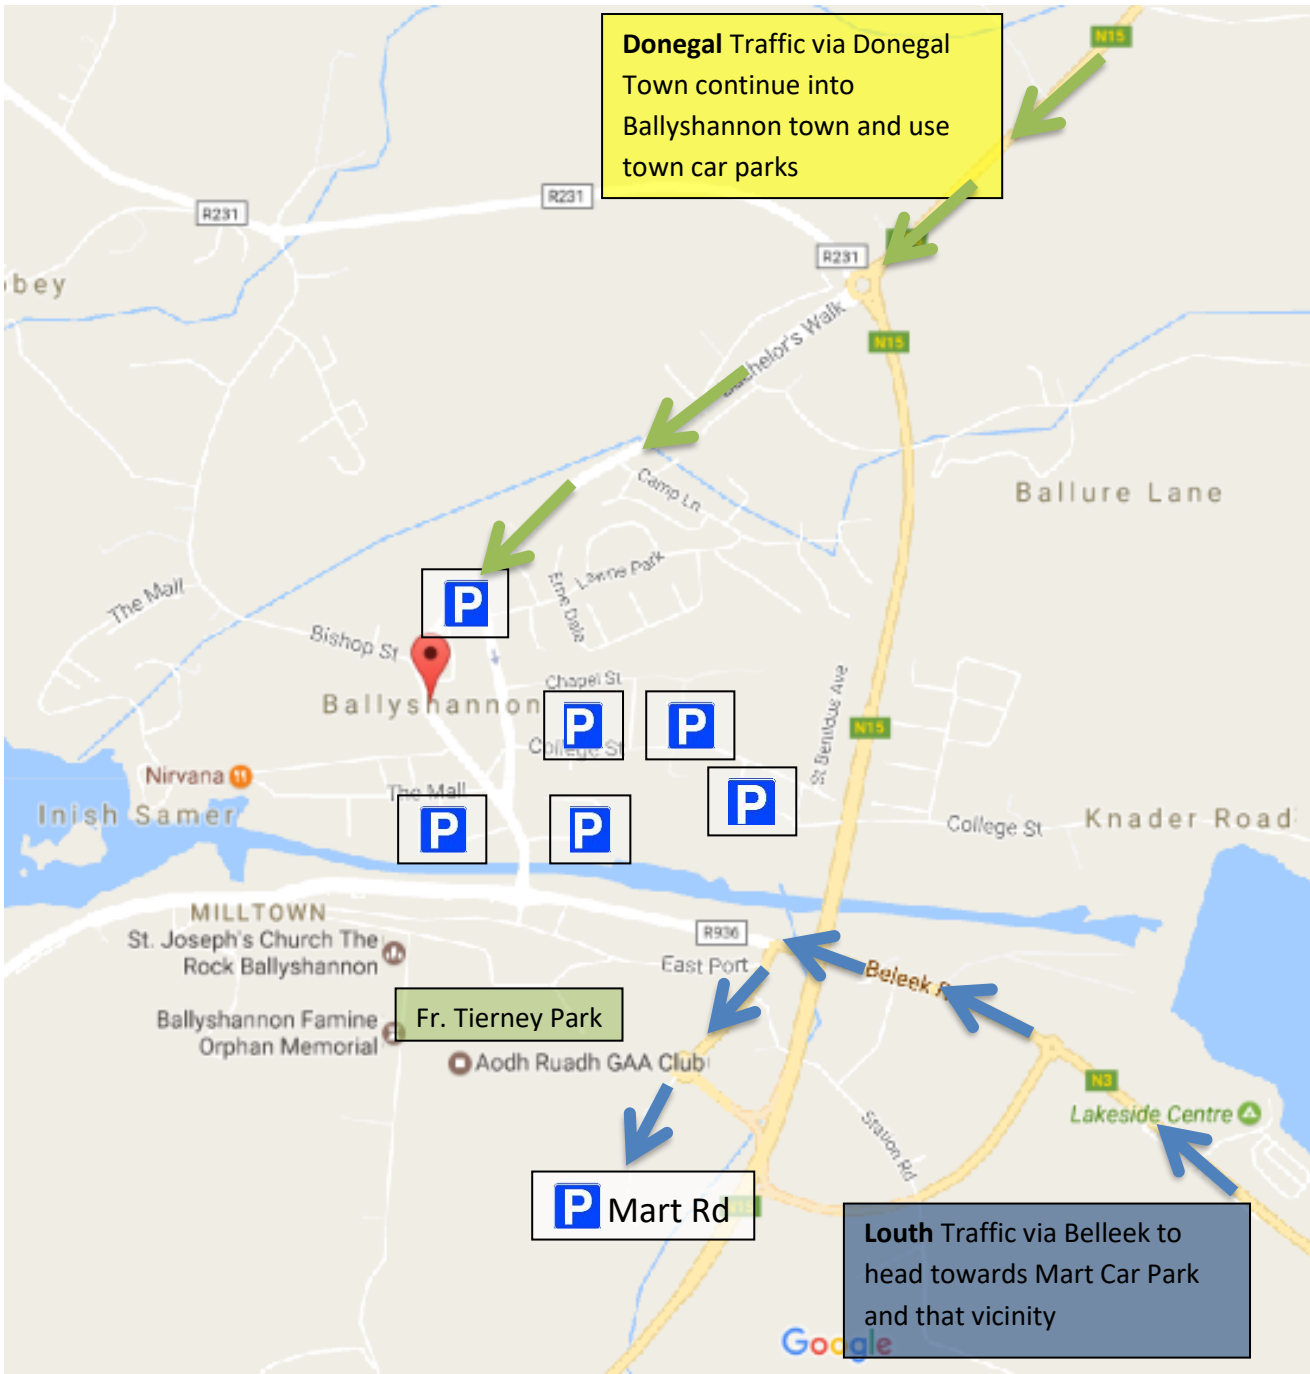 Donegal Traffic via Donegal
Town continue into
Ballyshannon town and use
town car parks
N15
R231
R231
R231
bey
Bachelor's Walk
N15
Camp Ln
Ballure Lane
Lawne Park
Erne Dale
The Mall
P
Bishop St
Chapel St
Ballyshannon
P
P
St Benildus Ave
N15
College St
Nirvana
The Mall
P
Inish Samer
P
P
College St
Knader Road
MILLTOWN
St. Joseph's Church The
Rock Ballyshannon
R936
East Port
Beleek R
Fr. Tierney Park
Ballyshannon Famine
Orphan Memorial
Aodh Ruadh GAA Club
N3
Lakeside Centre
Station Rd
P Mart Rd
N15
Louth Traffic via Belleek to
head towards Mart Car Park
and that vicinity
Google